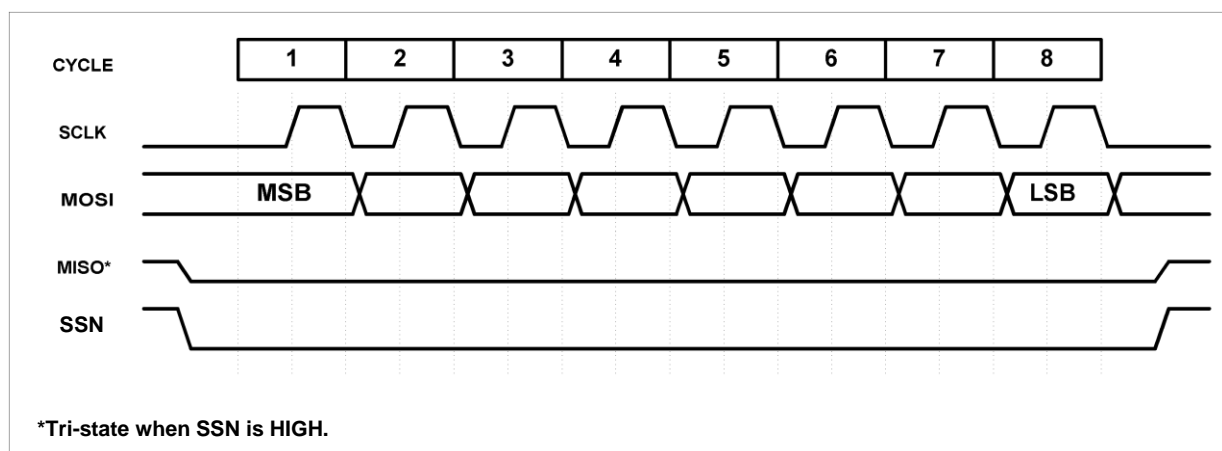 CYCLE 1 2 3 4 5 6 7 8
SCLK
MOSI MSB LSB
MISO*
SSN
*Tri-state when SSN is HIGH.